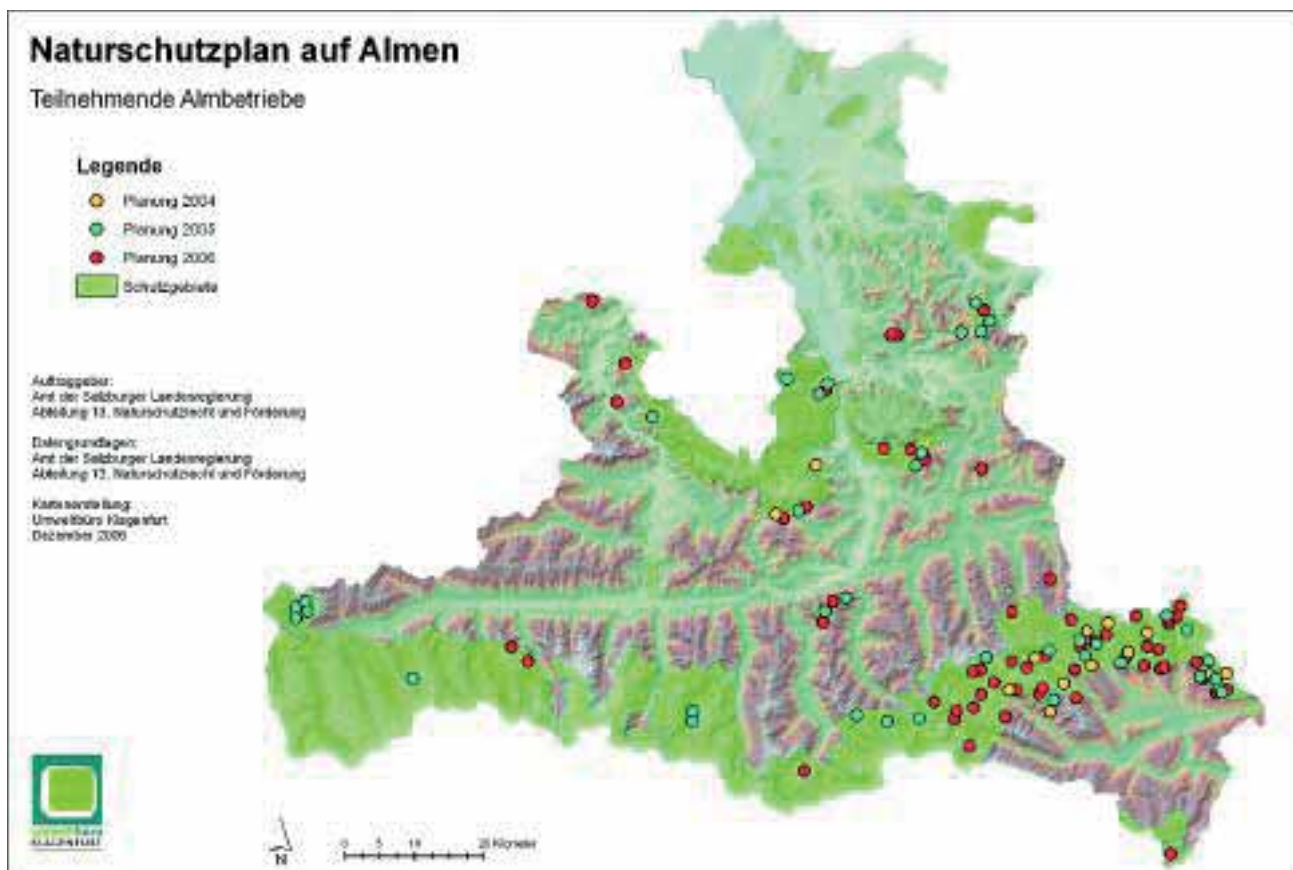 Naturschutzplan auf Almen
Teilnehmende Almbetriebe
Legende
Planung 2004
Planung 2005
Planung 2006
Schutzgebiete
Auftraggeber:
Amt der Salzburger Landesregierung
Abteilung 13, Naturschutzrecht und Förderung
Datengrundlagen:
Amt der Salzburger Landesregierung
Abteilung 13, Naturschutzrecht und Förderung
Kartenerstellung:
Umweltbüro Klagenfurt
Dezember 2006
umweltbüro
KLAGENFURT
N
0 5 10 20 Kilometer